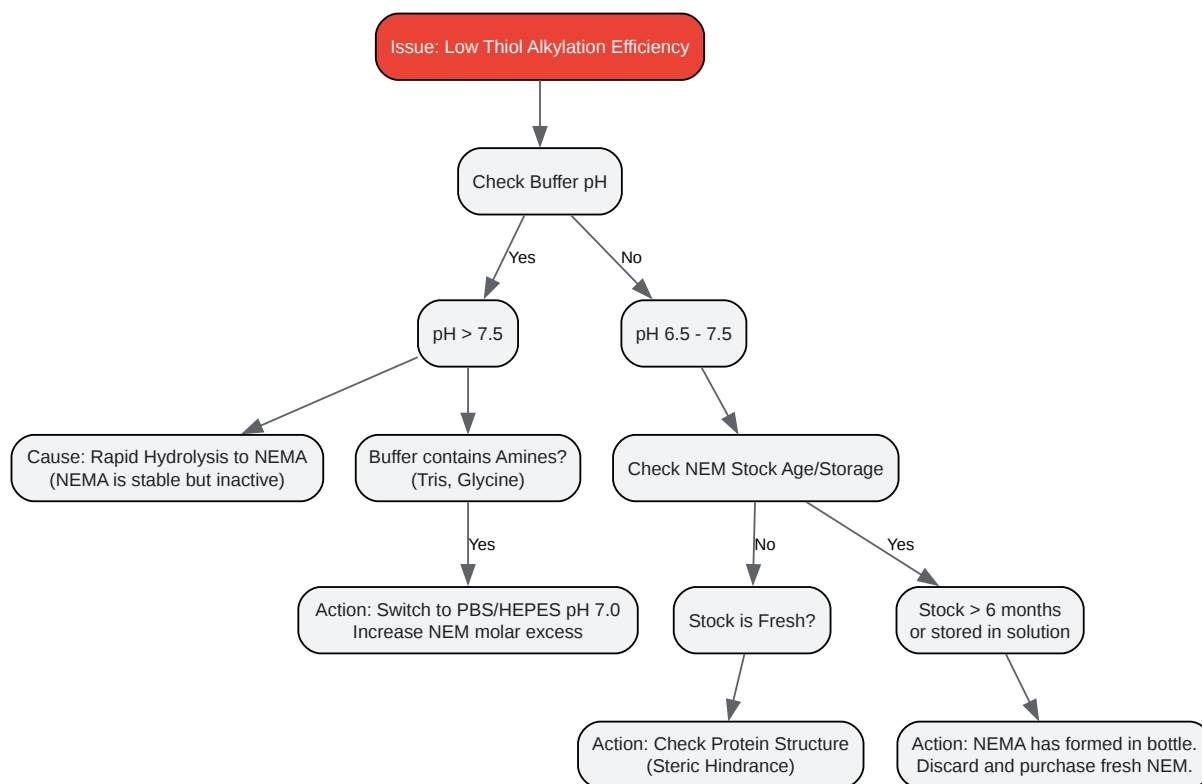 Issue: Low Thiol Alkylation Efficiency
Check Buffer pH
Yes
No
pH > 7.5
pH 6.5 - 7.5
Cause: Rapid Hydrolysis to NEMA
(NEMA is stable but inactive)
Buffer contains Amines?
(Tris, Glycine)
Check NEM Stock Age/Storage
Yes
No
Yes
Action: Switch to PBS/HEPES pH 7.0
Increase NEM molar excess
Stock is Fresh?
Stock > 6 months
or stored in solution
Action: Check Protein Structure
(Steric Hindrance)
Action: NEMA has formed in bottle.
Discard and purchase fresh NEM.